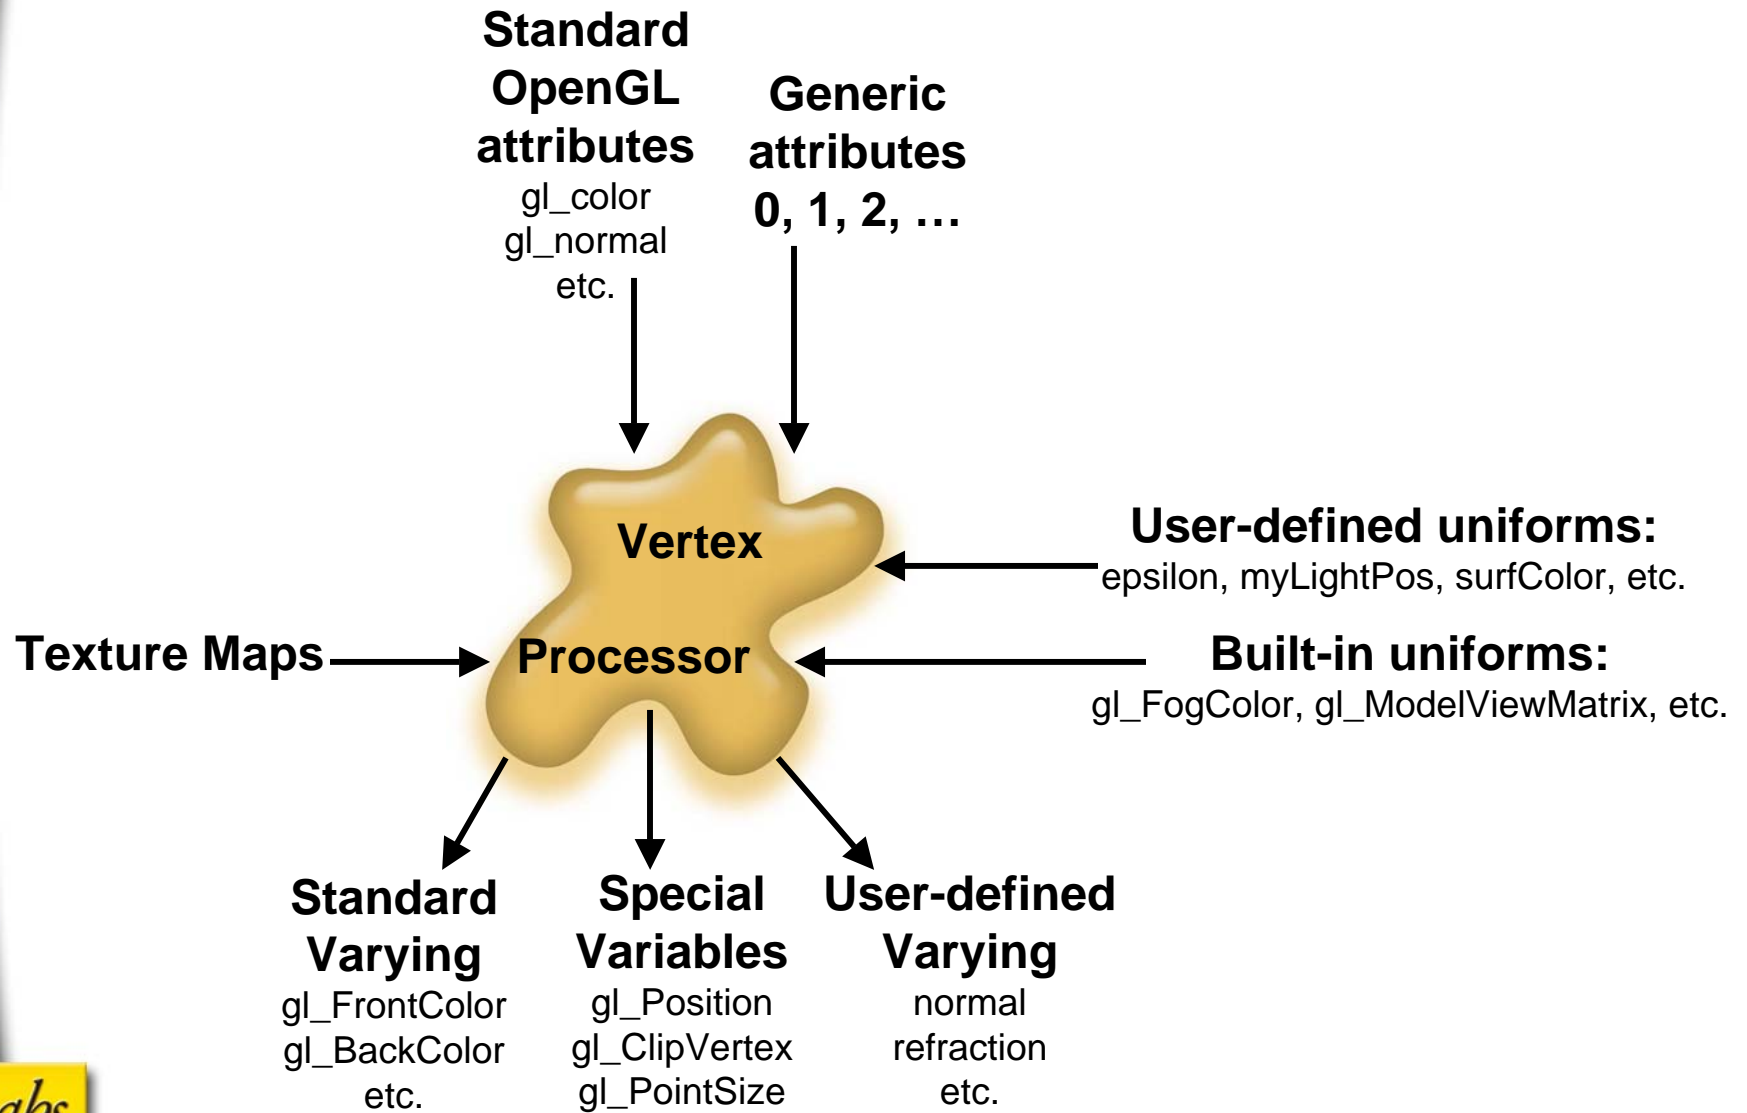 Standard
OpenGL
attributes
gl_color
gl_normal
etc.
Generic
attributes
0, 1, 2, …
Vertex
Processor
User-defined uniforms:
epsilon, myLightPos, surfColor, etc.
Texture Maps
Built-in uniforms:
gl_FogColor, gl_ModelViewMatrix, etc.
Standard
Varying
gl_FrontColor
gl_BackColor
etc.
Special
Variables
gl_Position
gl_ClipVertex
gl_PointSize
User-defined
Varying
normal
refraction
etc.